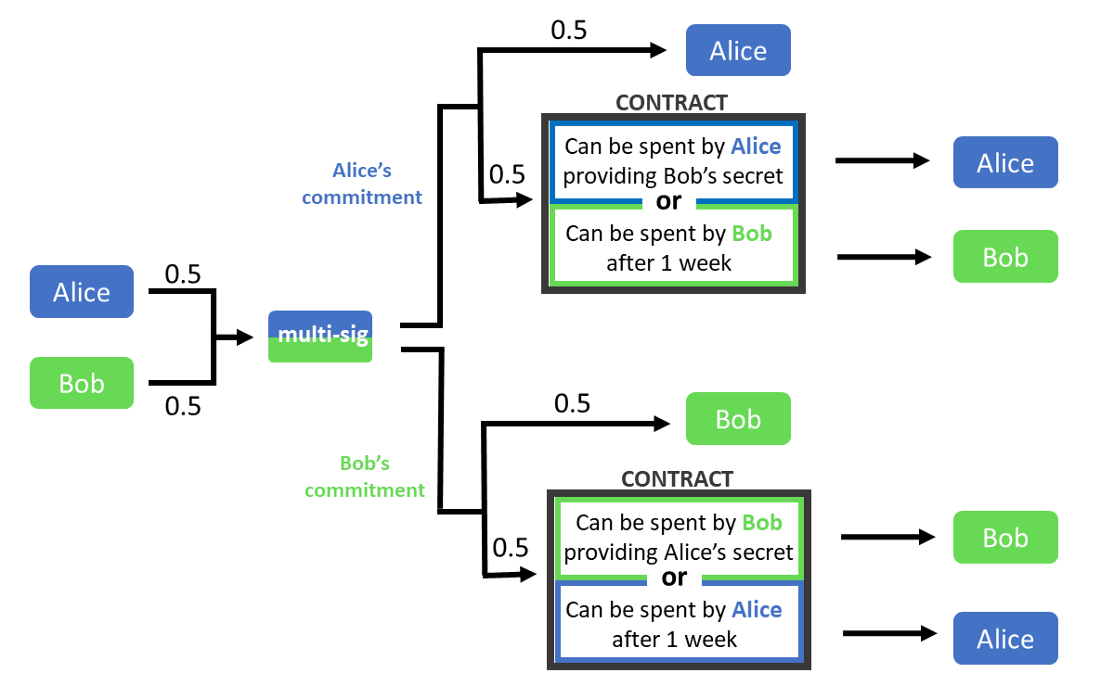 0.5
Alice
CONTRACT
Can be spent by Alice
providing Bob's secret
or
Can be spent by Bob
after 1 week
0.5
Alice
Bob
Alice's
commitment
Alice
0.5
multi-sig
Bob
0.5
Bob's
commitment
0.5
Bob
CONTRACT
Can be spent by Bob
providing Alice's secret
or
Can be spent by Alice
after 1 week
0.5
Bob
Alice